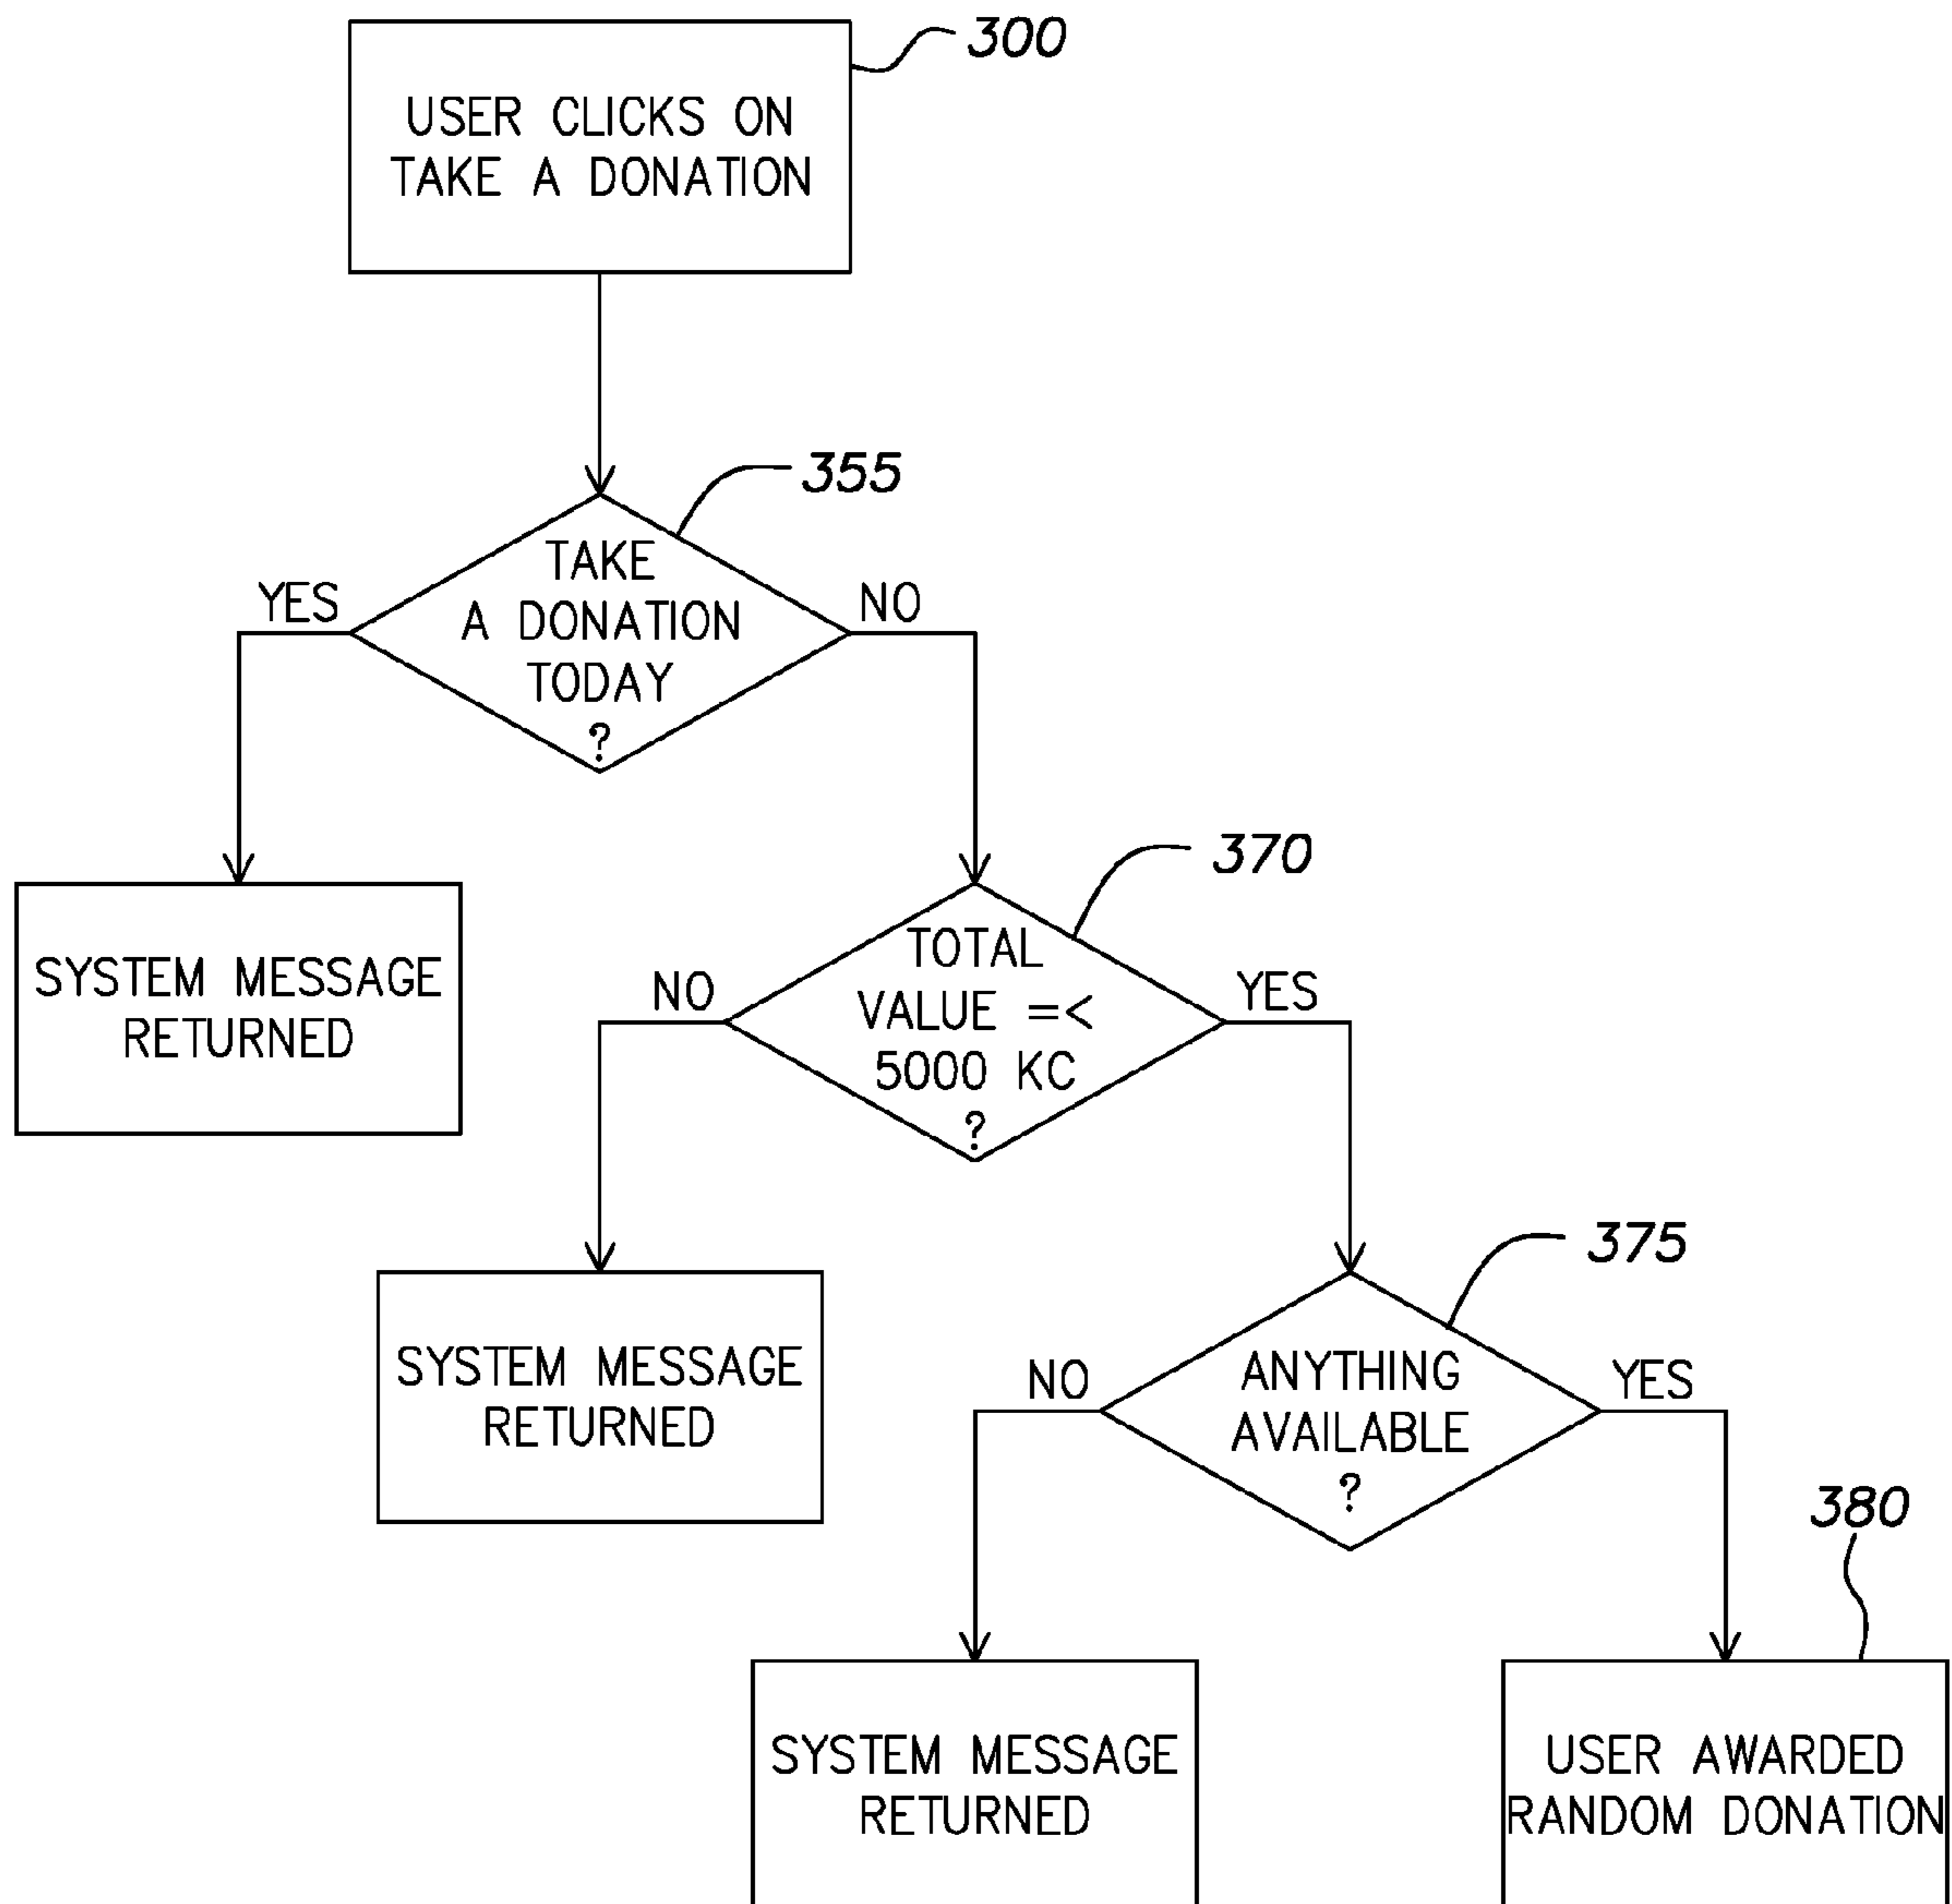 300
USER CLICKS ON
TAKE A DONATION
355
TAKE
A DONATION
TODAY
?
YES
NO
SYSTEM MESSAGE
RETURNED
370
TOTAL
VALUE =<
5000 KC
?
NO
YES
SYSTEM MESSAGE
RETURNED
375
ANYTHING
AVAILABLE
?
NO
YES
380
SYSTEM MESSAGE
RETURNED
USER AWARDED
RANDOM DONATION